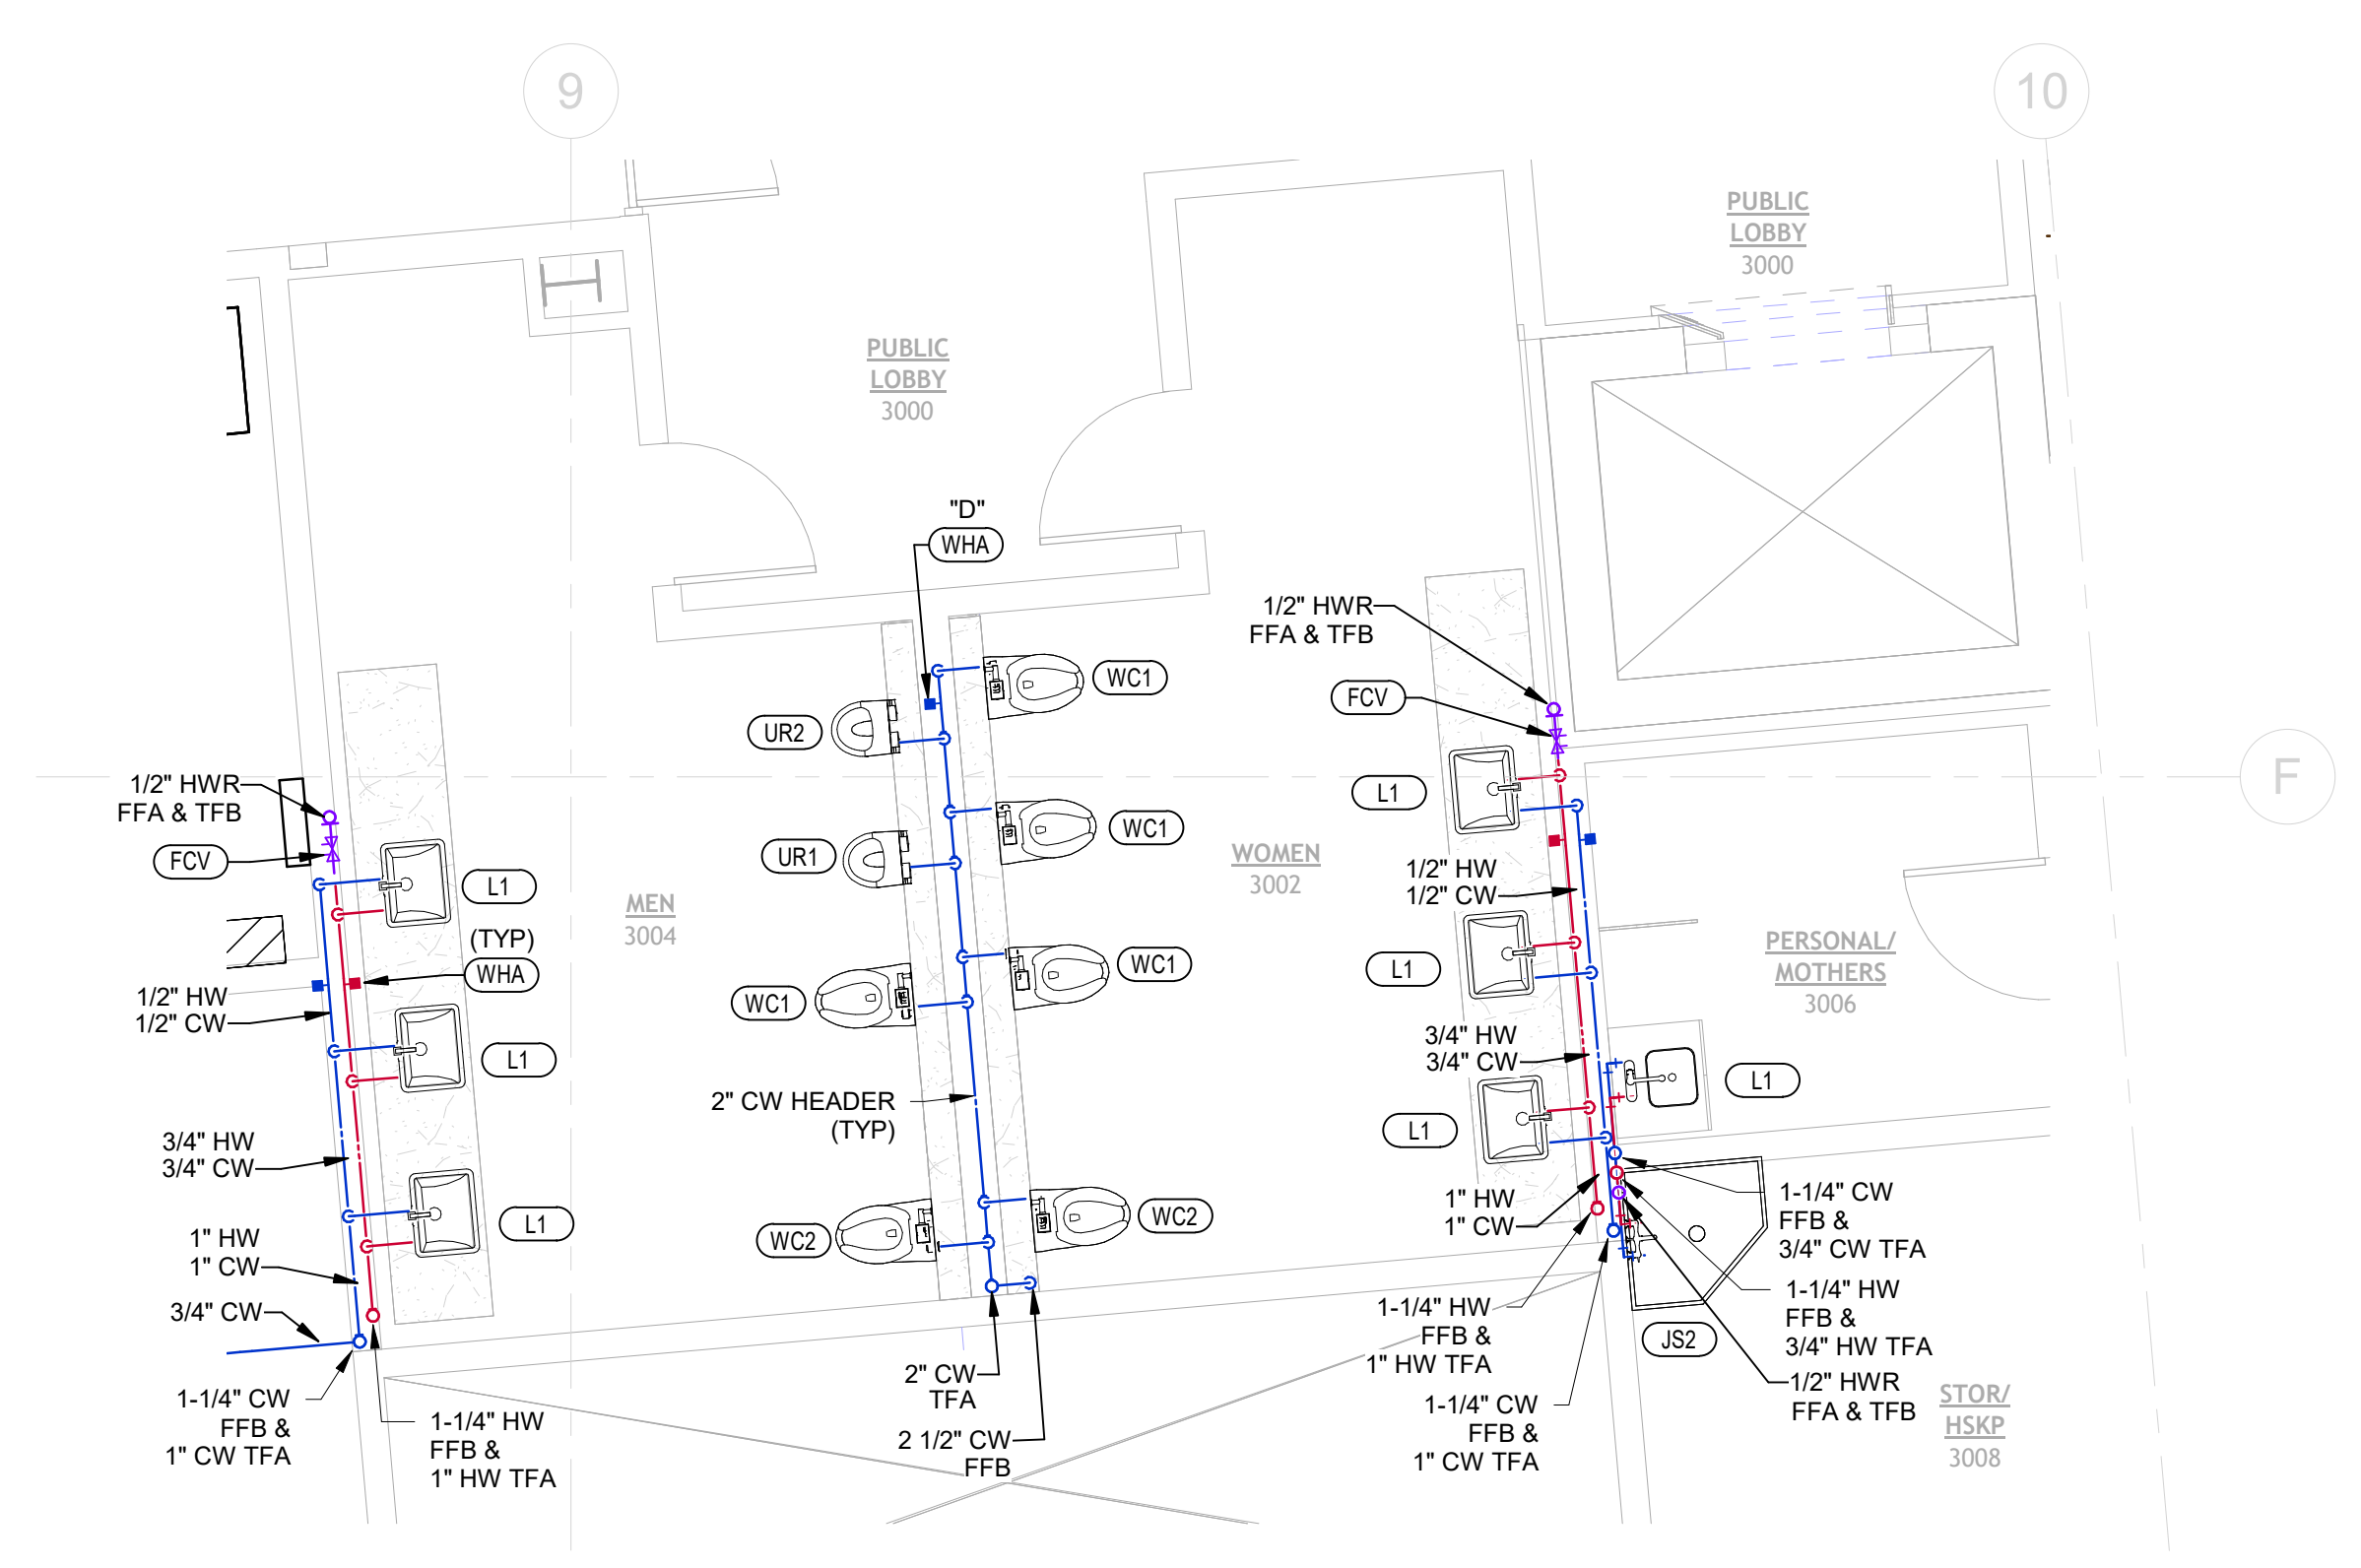 9
10
PUBLIC
LOBBY
3000
PUBLIC
LOBBY
3000
"D"
WHA
1/2" HWR
FFA & TFB
FCV
WC1
UR2
L1
WC1
UR1
WOMEN
3002
1/2" HW
1/2" CW
F
1/2" HWR
FFA & TFB
FCV
L1
MEN
3004
(TYP)
WHA
WC1
WC1
L1
PERSONAL/
MOTHERS
3006
1/2" HW
1/2" CW
L1
3/4" HW
3/4" CW
L1
2" CW HEADER
(TYP)
L1
3/4" HW
3/4" CW
L1
WC2
WC2
1" HW
1" CW
1-1/4" CW
FFB &
3/4" CW TFA
1" HW
1" CW
3/4" CW
1-1/4" HW
FFB &
1" HW TFA
1-1/4" HW
FFB &
3/4" HW TFA
JS2
1-1/4" CW
FFB &
1" CW TFA
1-1/4" HW
FFB &
1" HW TFA
2" CW
TFA
2 1/2" CW
FFB
1-1/4" CW
FFB &
1" CW TFA
1/2" HWR
FFA & TFB
STOR/
HSKP
3008